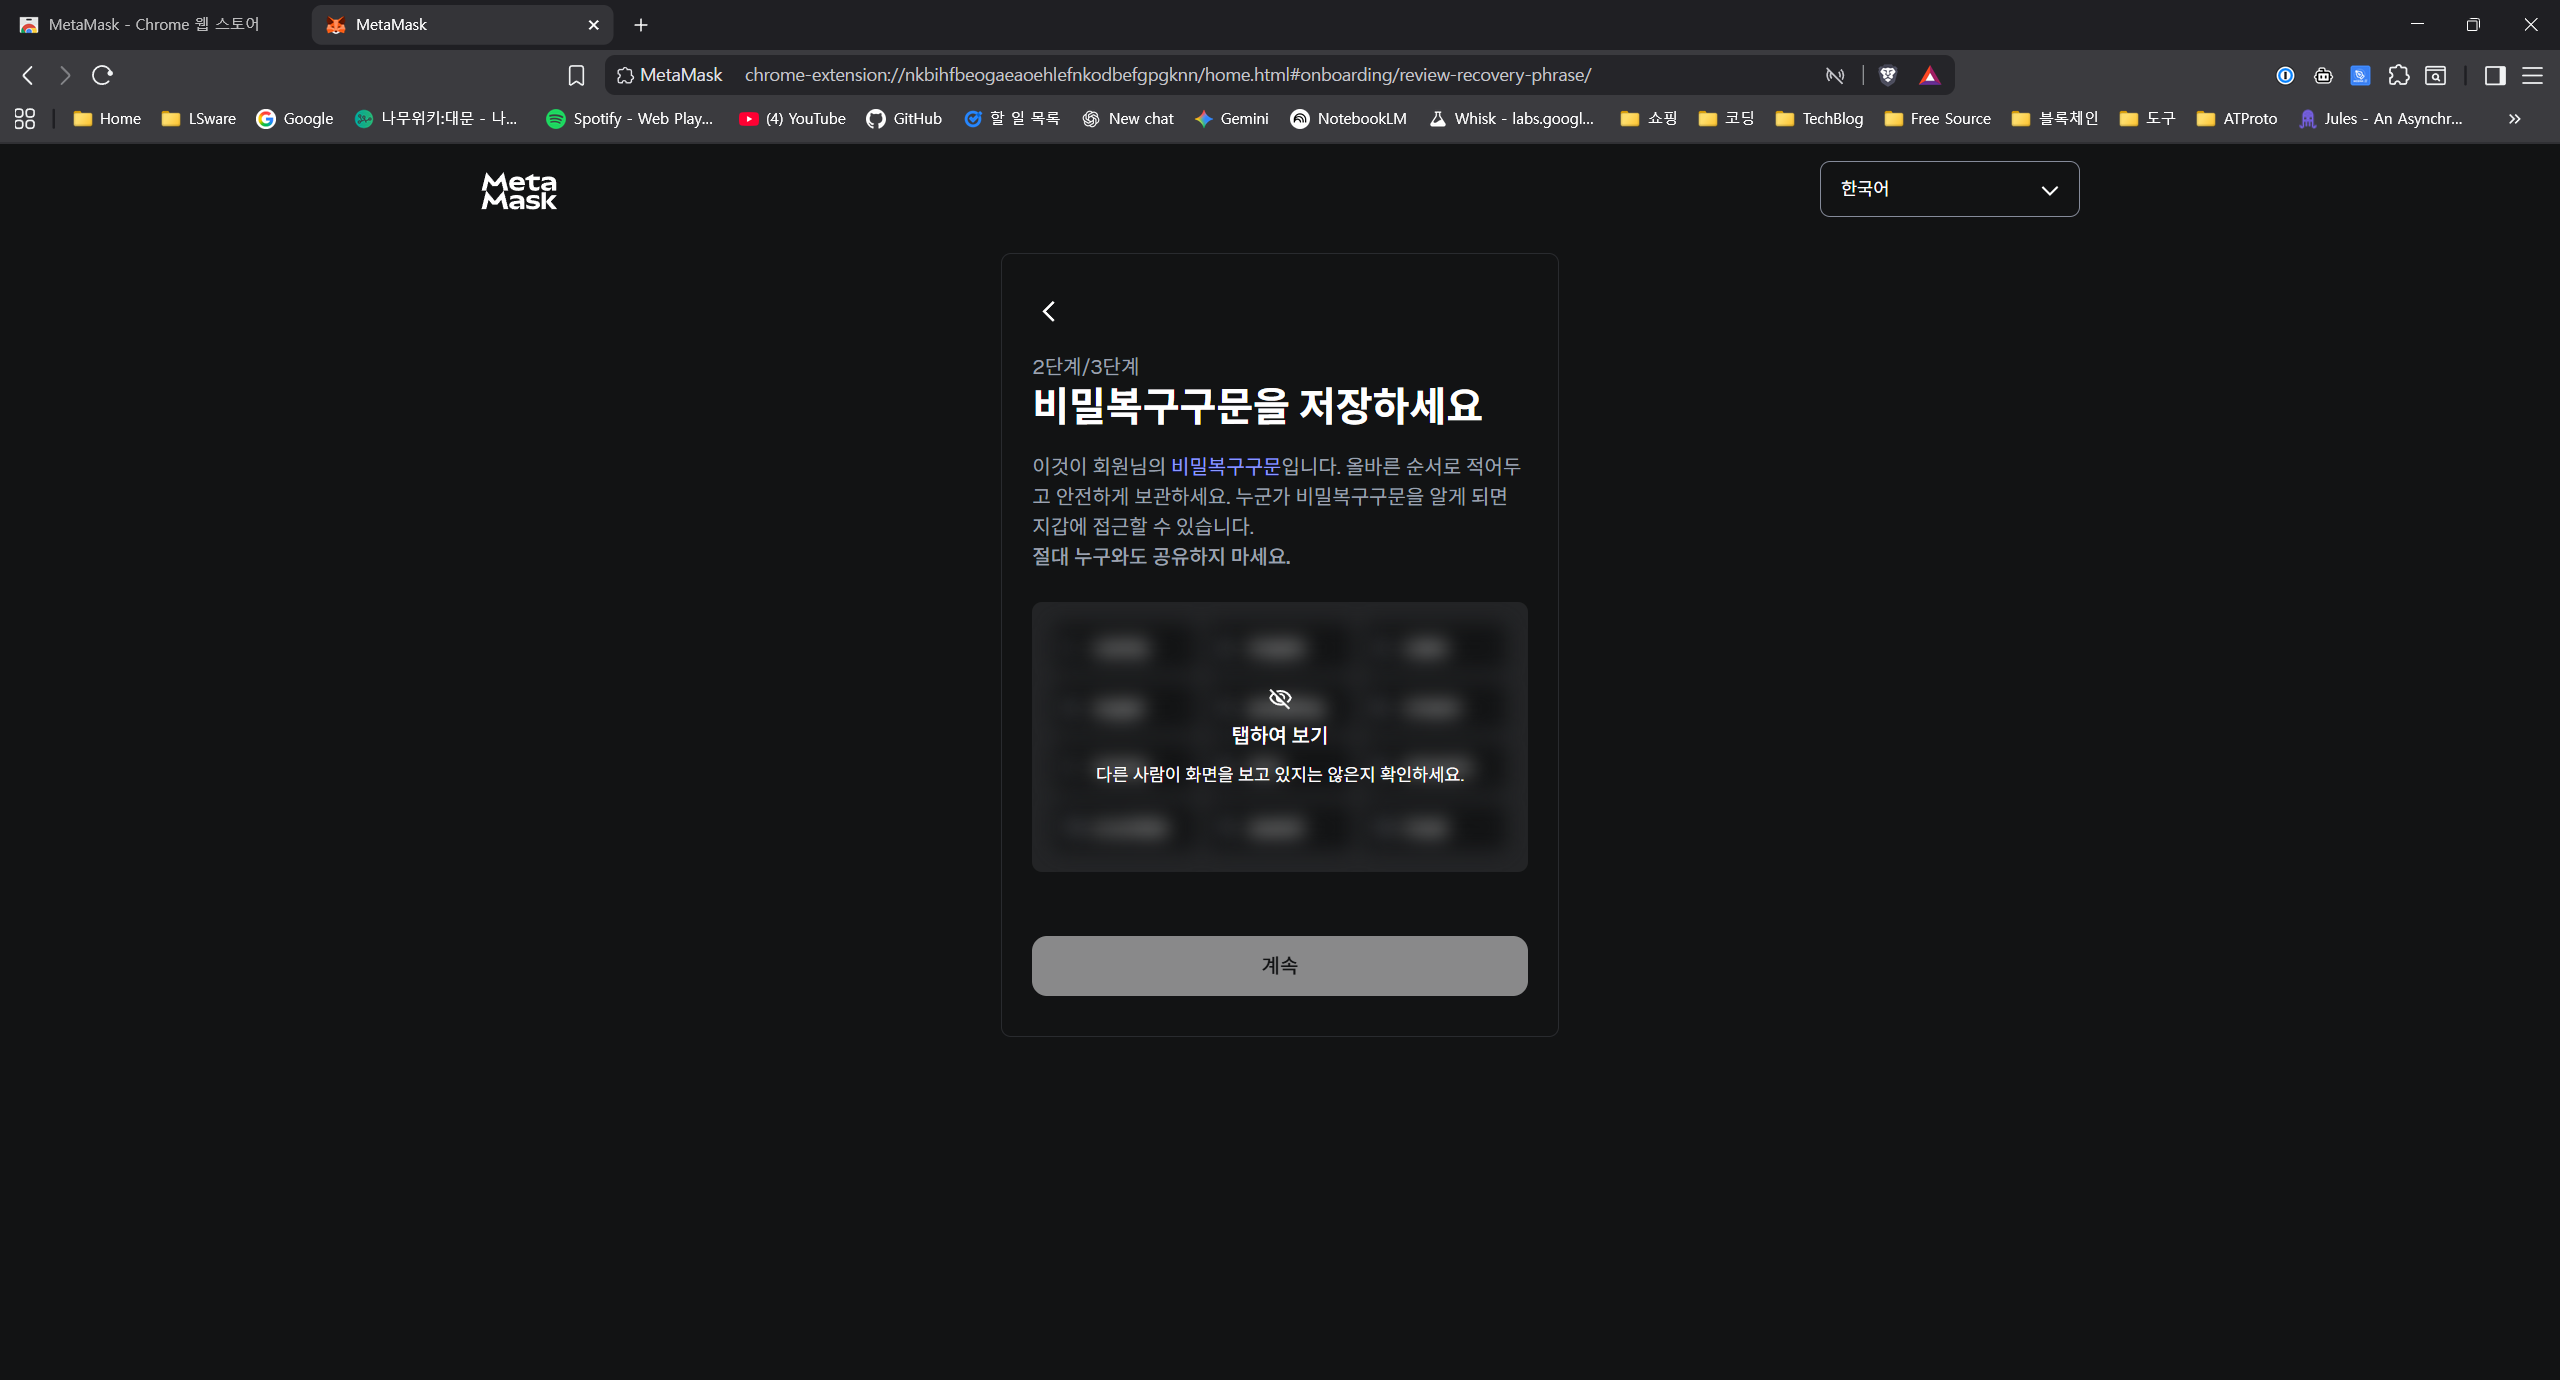 MetaMask - Chrome 웹 스토어
MetaMask
MetaMask chrome-extension://nkbihfbeogaeaoehlefnkodbefgpgknn/home.html#onboarding/review-recovery-phrase/
Home LSware Google 나무위키:대문 - 나... Spotify - Web Play... (4) YouTube GitHub 할 일 목록 New chat Gemini NotebookLM Whisk - labs.googl... 쇼핑 코딩 TechBlog Free Source 블록체인 도구 ATProto Jules - An Asynchr...
Meta
Mask
한국어
2단계/3단계
비밀복구구문을 저장하세요
이것이 회원님의 비밀복구구문입니다. 올바른 순서로 적어두
고 안전하게 보관하세요. 누군가 비밀복구구문을 알게 되면
지갑에 접근할 수 있습니다.
절대 누구와도 공유하지 마세요.
탭하여 보기
다른 사람이 화면을 보고 있지는 않은지 확인하세요.
계속